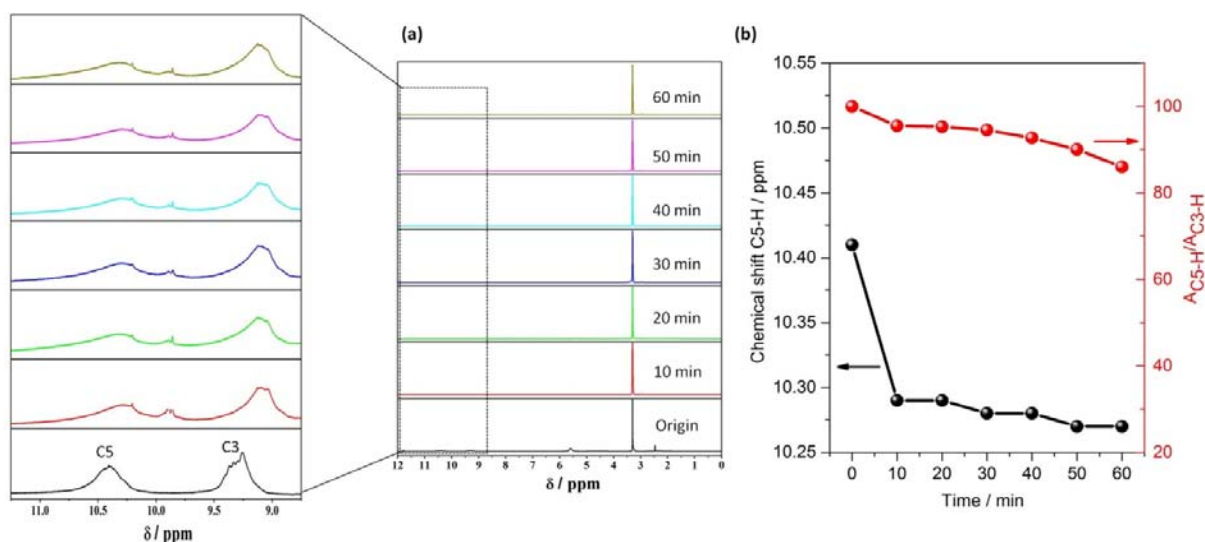 (a)
(b)
C5
C3
11.0 10.5 10.0 9.5 9.0
δ / ppm
60 min
50 min
40 min
30 min
20 min
10 min
Origin
12 11 10 9 8 7 6 5 4 3 2 1 0
δ / ppm
Chemical shift C5-H / ppm
10.55
10.50
10.45
10.40
10.35
10.30
10.25
0 10 20 30 40 50 60
Time / min
100
80
60
40
20
AC5-H/AC3-H